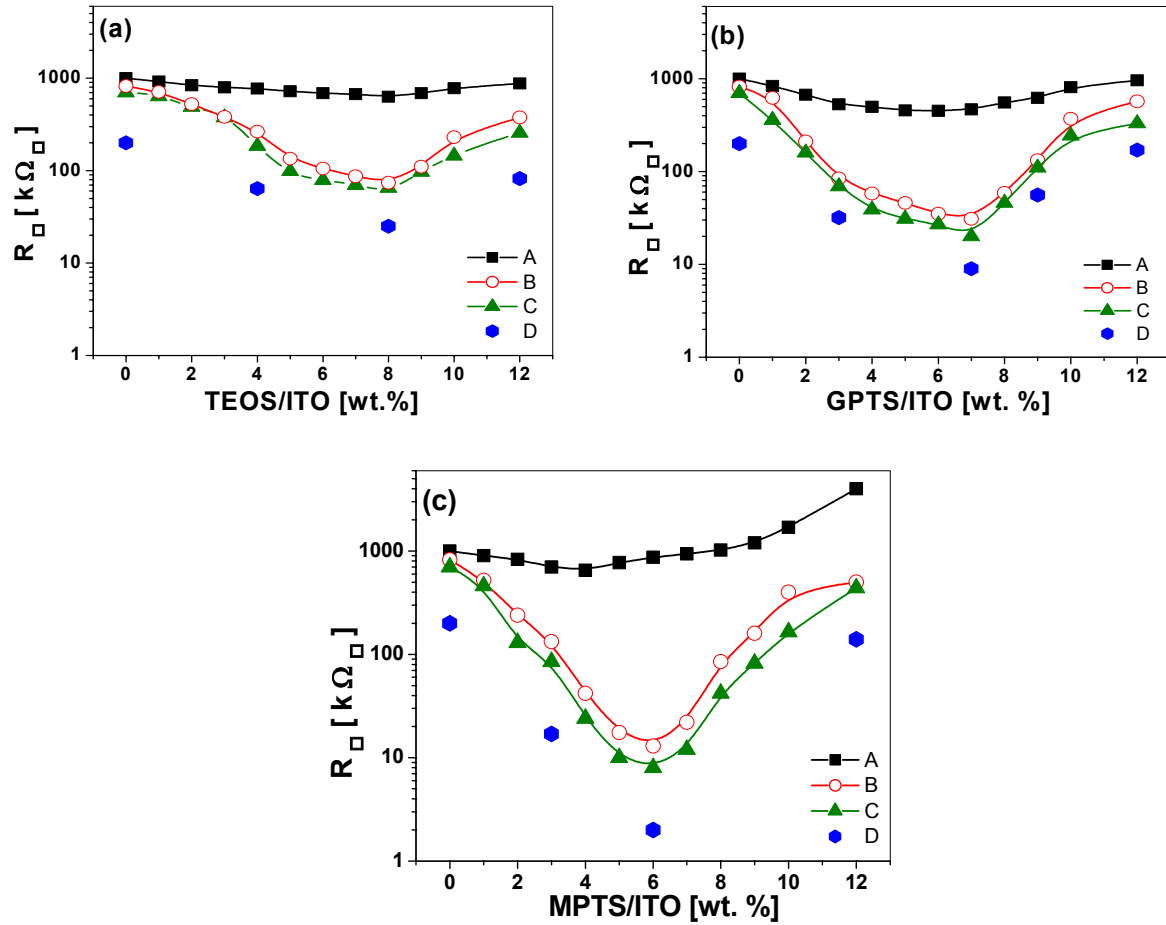 (a)
1000
100
10
1
R□ [ kΩ□ ]
A
B
C
D
0 2 4 6 8 10 12
TEOS/ITO [wt.%]
(b)
1000
100
10
1
R□ [ kΩ□ ]
A
B
C
D
0 2 4 6 8 10 12
GPTS/ITO [wt. %]
(c)
1000
100
10
1
R□ [ kΩ□ ]
A
B
C
D
0 2 4 6 8 10 12
MPTS/ITO [wt. %]